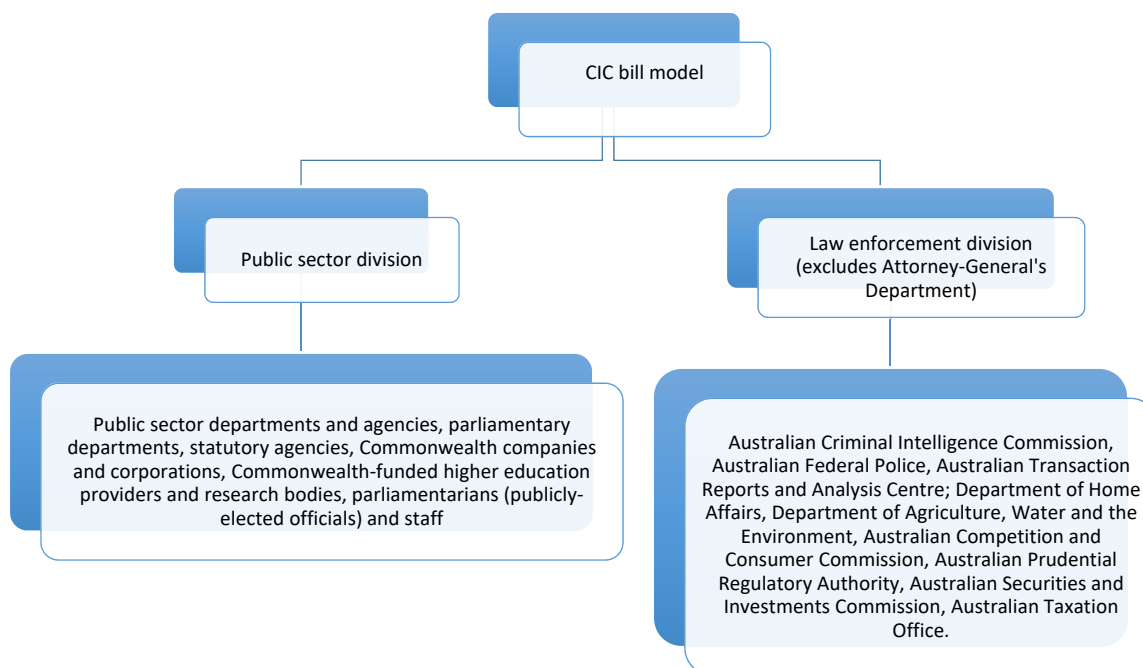 CIC bill model
Public sector division
Law enforcement division
(excludes Attorney-General's
Department)
Public sector departments and agencies, parliamentary
departments, statutory agencies, Commonwealth companies
and corporations, Commonwealth-funded higher education
providers and research bodies, parliamentarians (publicly-
elected officials) and staff
Australian Criminal Intelligence Commission,
Australian Federal Police, Australian Transaction
Reports and Analysis Centre; Department of Home
Affairs, Department of Agriculture, Water and the
Environment, Australian Competition and
Consumer Commission, Australian Prudential
Regulatory Authority, Australian Securities and
Investments Commission, Australian Taxation
Office.